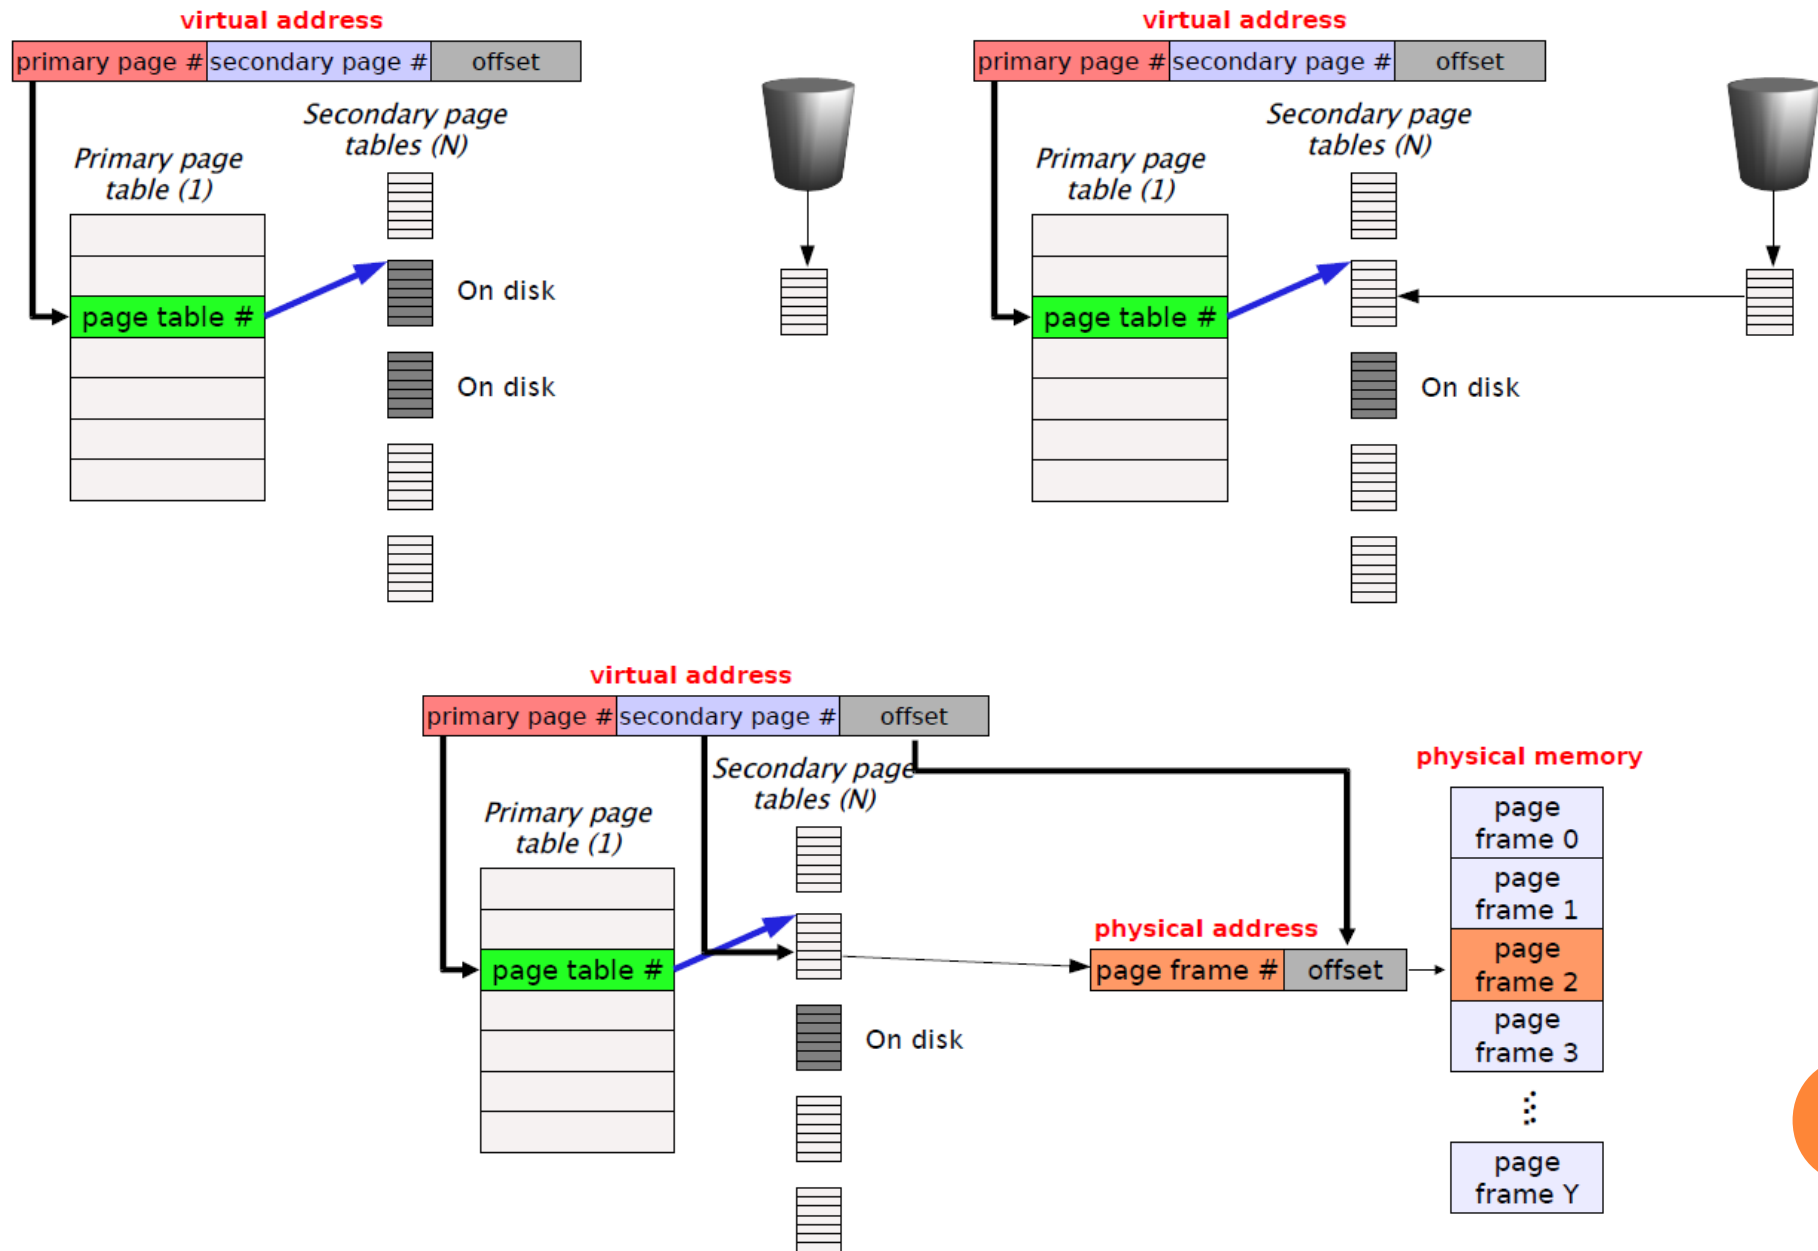 virtual address
primary page # secondary page # offset
Secondary page
tables (N)
Primary page
table (1)
page table #
On disk
On disk
virtual address
primary page # secondary page # offset
Secondary page
tables (N)
Primary page
table (1)
page table #
On disk
virtual address
primary page # secondary page # offset
Secondary page
tables (N)
Primary page
table (1)
page table #
On disk
physical address
page frame # offset
physical memory
page
frame 0
page
frame 1
page
frame 2
page
frame 3
⋮
page
frame Y